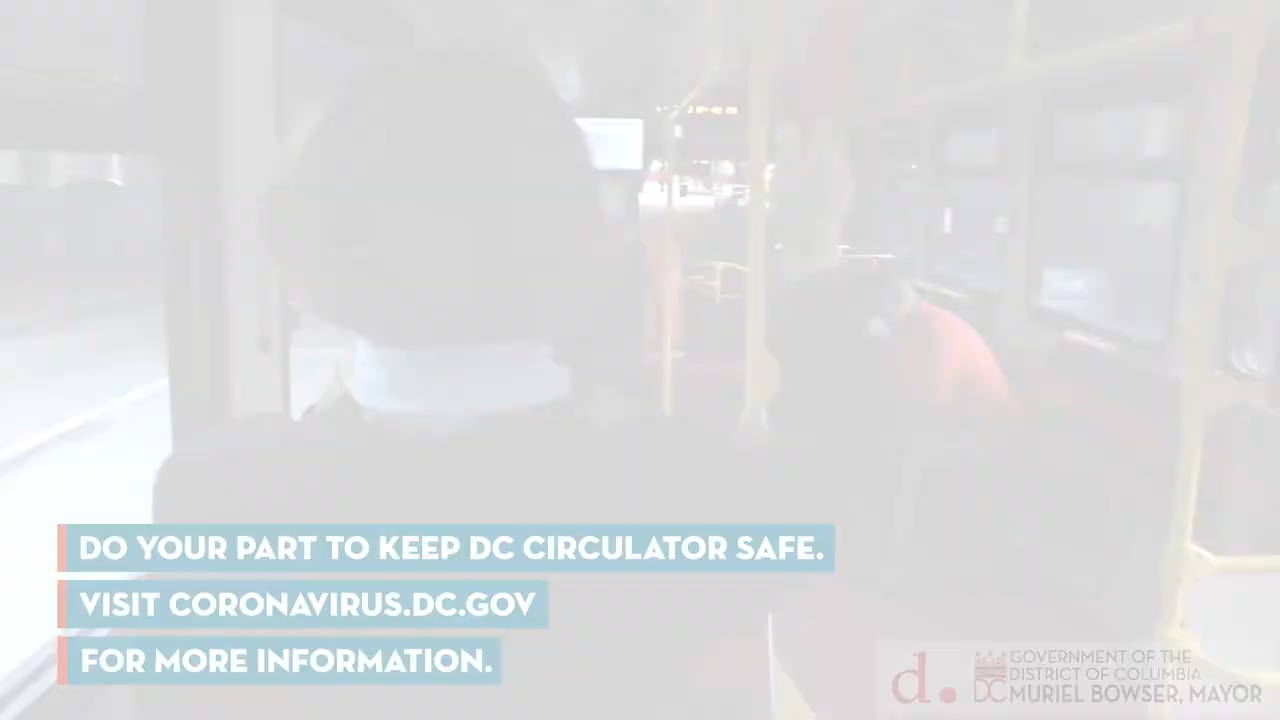 DO YOUR PART TO KEEP DC CIRCULATOR SAFE.
VISIT CORONAVIRUS.DC.GOV
FOR MORE INFORMATION.
d.
GOVERNMENT OF THE
DISTRICT OF COLUMBIA
DC MURIEL BOWSER, MAYOR